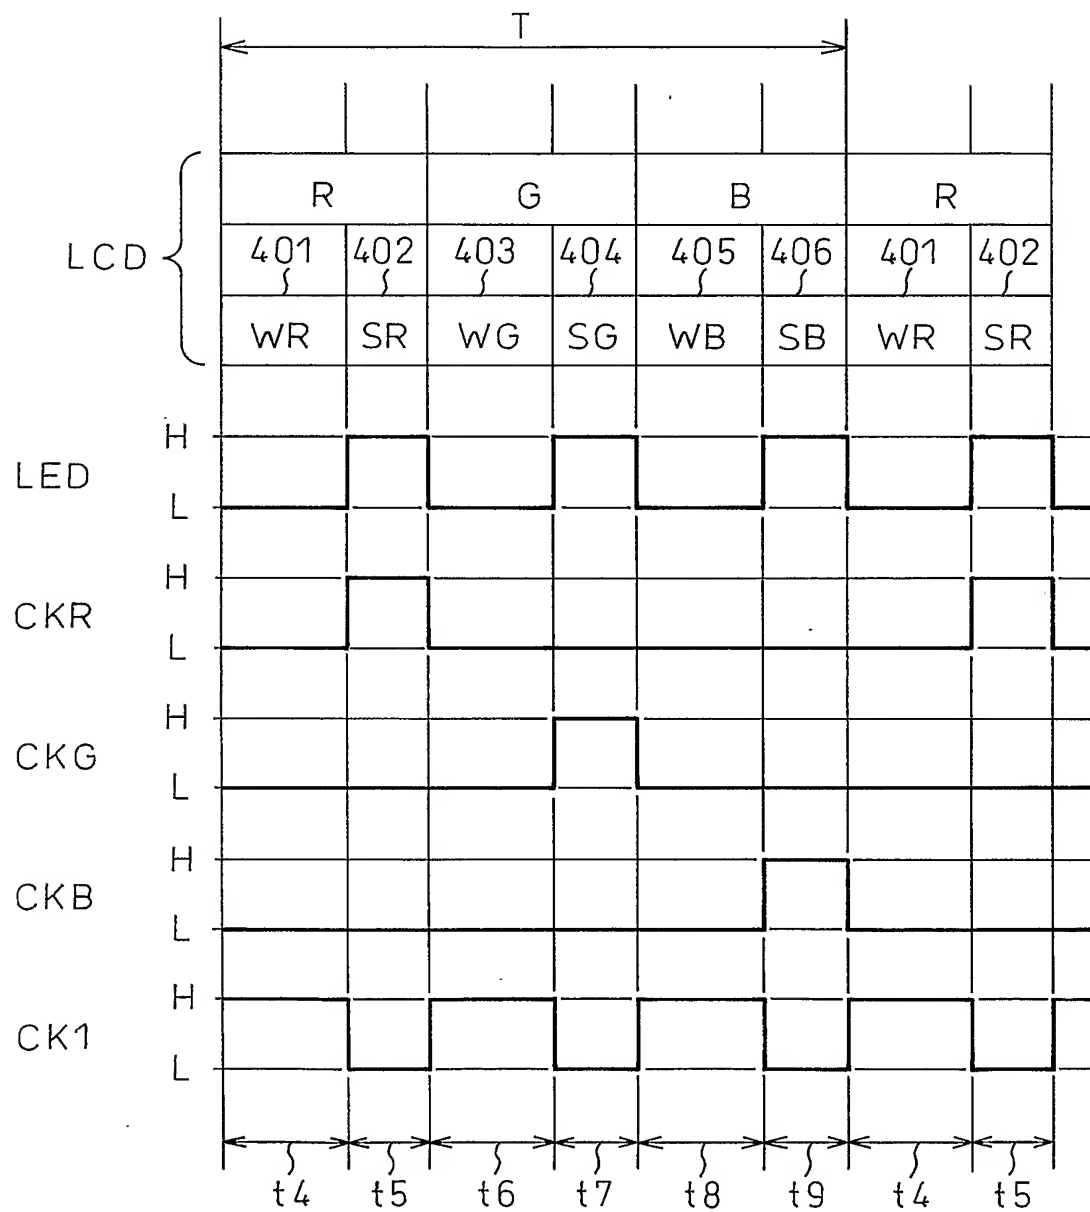 T
R G B R
LCD
401 402 403 404 405 406 401 402
WR SR WG SG WB SB WR SR
H
LED
L
H
CKR
L
H
CKG
L
H
CKB
L
H
CK1
L
t4 t5 t6 t7 t8 t9 t4 t5